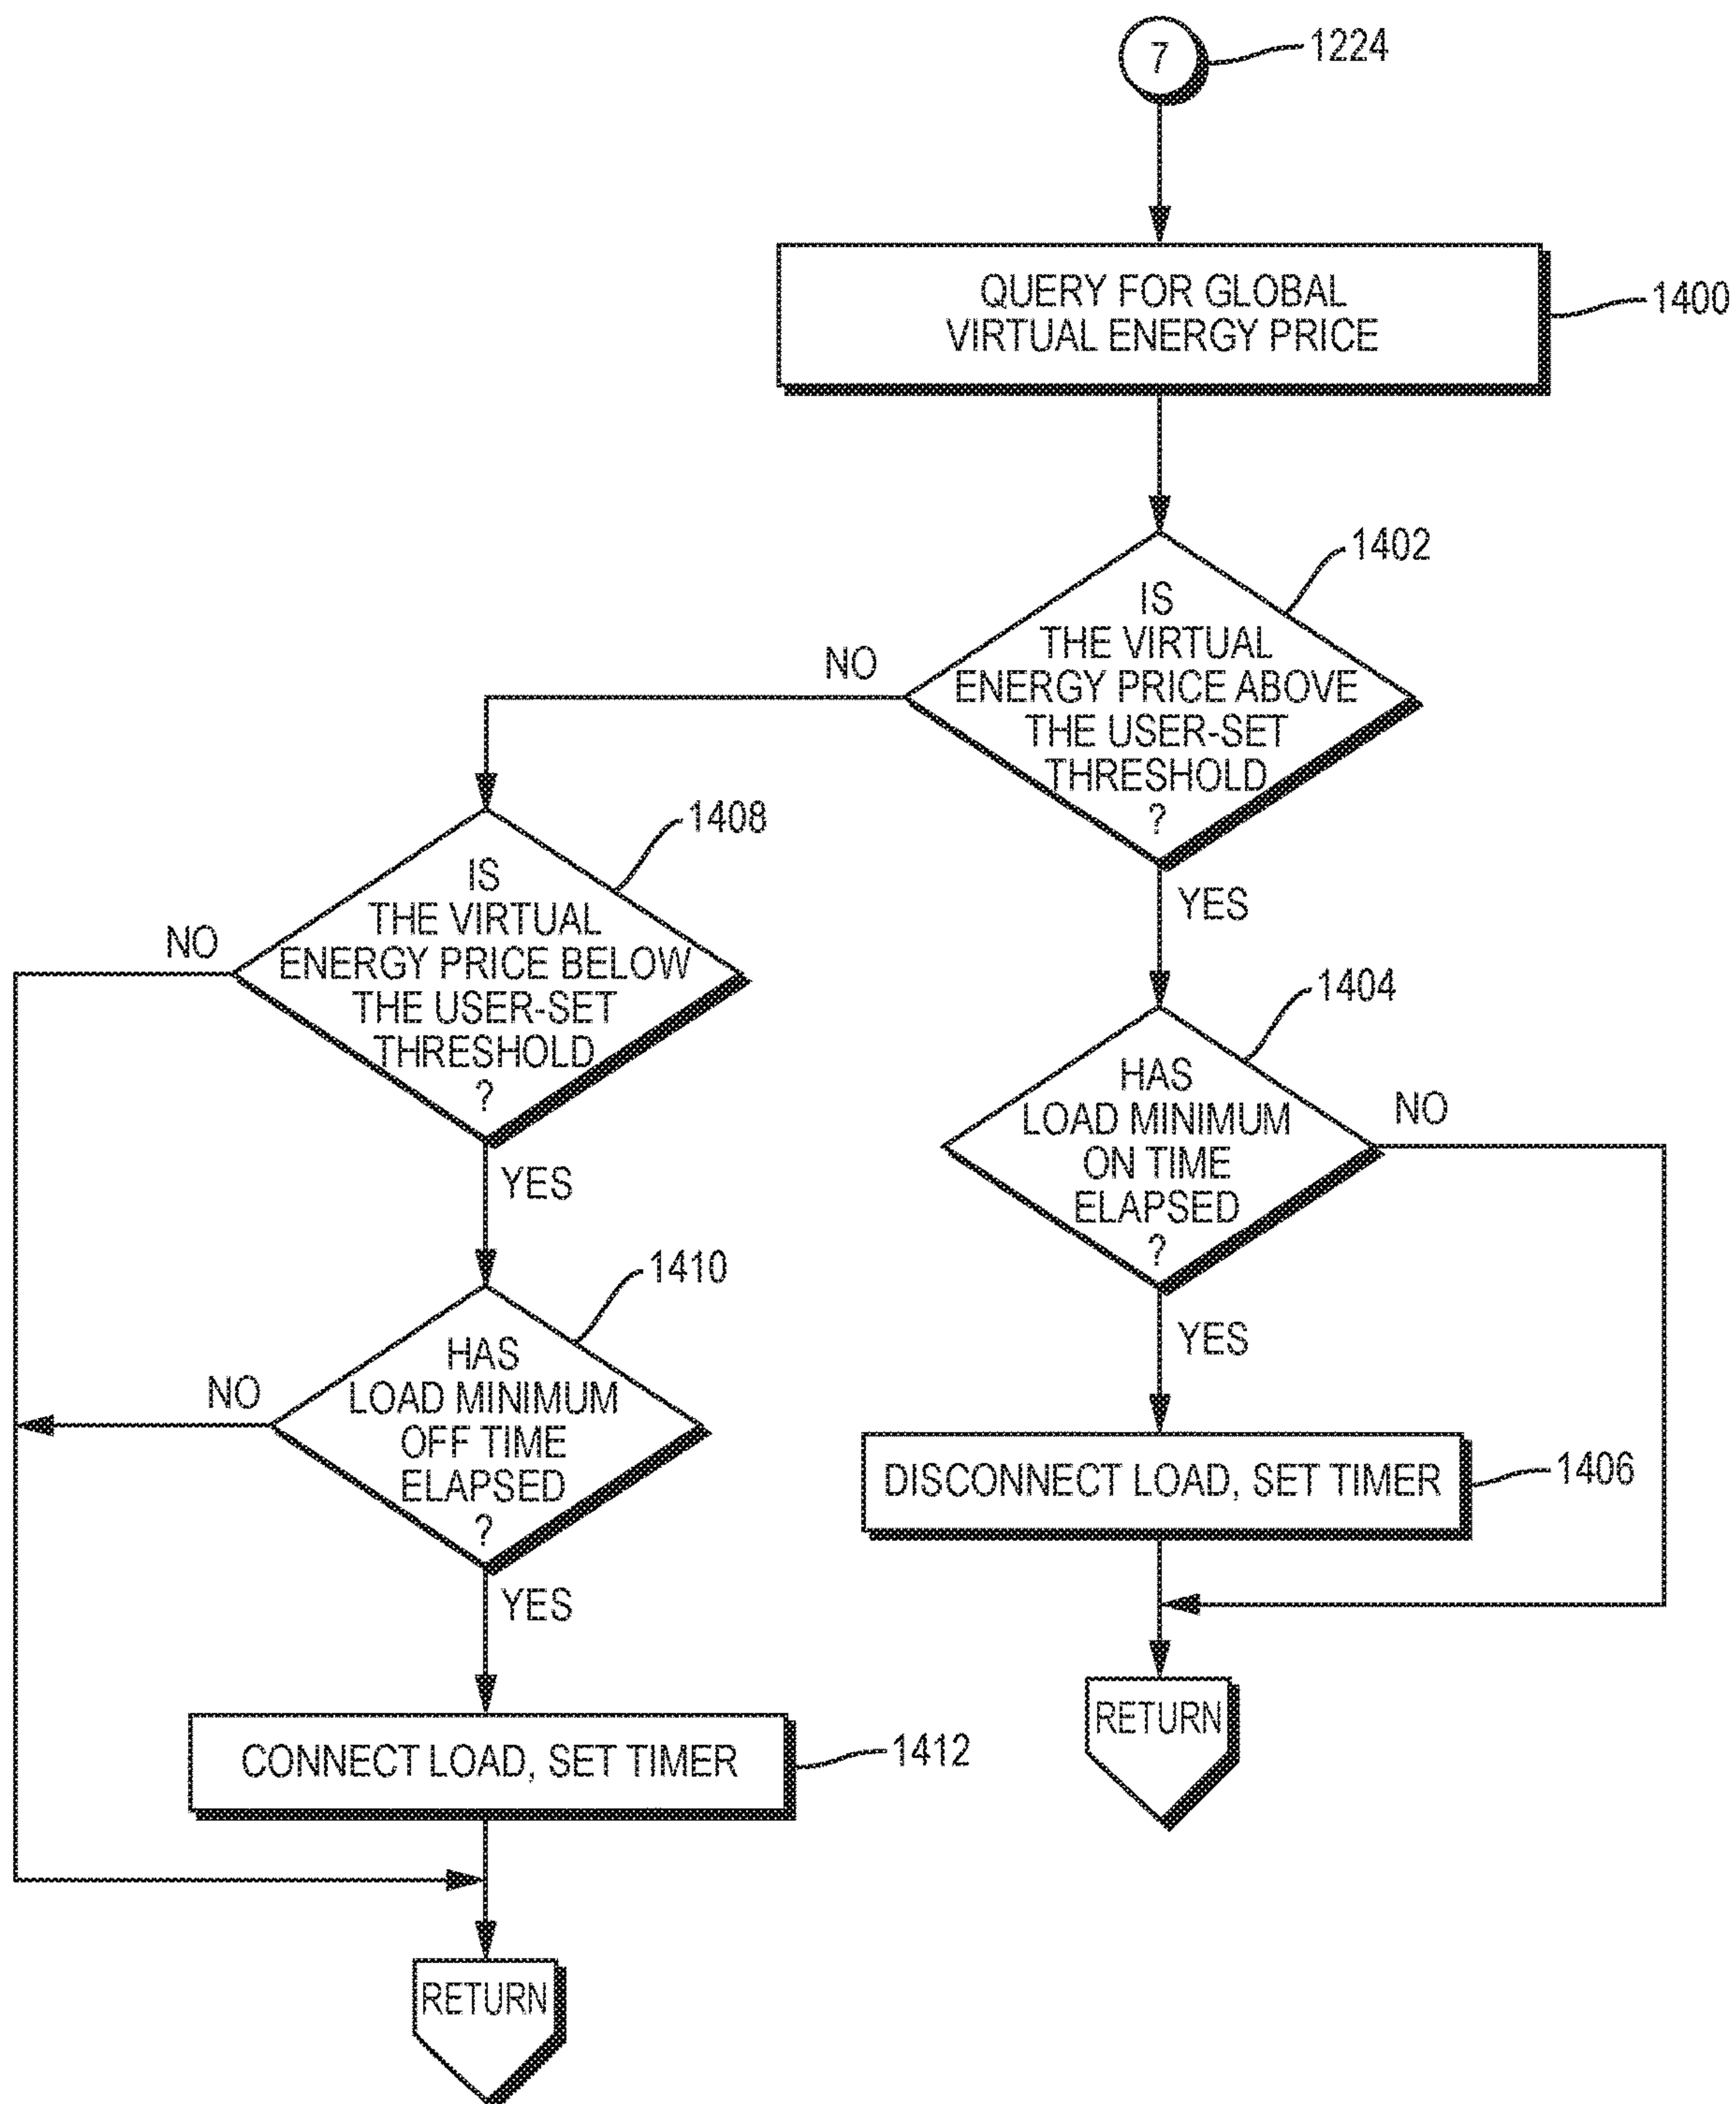 7
1224
QUERY FOR GLOBAL
VIRTUAL ENERGY PRICE
1400
1402
IS
THE VIRTUAL
ENERGY PRICE ABOVE
THE USER-SET
THRESHOLD
?
NO
YES
1408
IS
THE VIRTUAL
ENERGY PRICE BELOW
THE USER-SET
THRESHOLD
?
NO
YES
1404
HAS
LOAD MINIMUM
ON TIME
ELAPSED
?
NO
YES
1410
HAS
LOAD MINIMUM
OFF TIME
ELAPSED
?
NO
YES
DISCONNECT LOAD, SET TIMER
1406
RETURN
CONNECT LOAD, SET TIMER
1412
RETURN